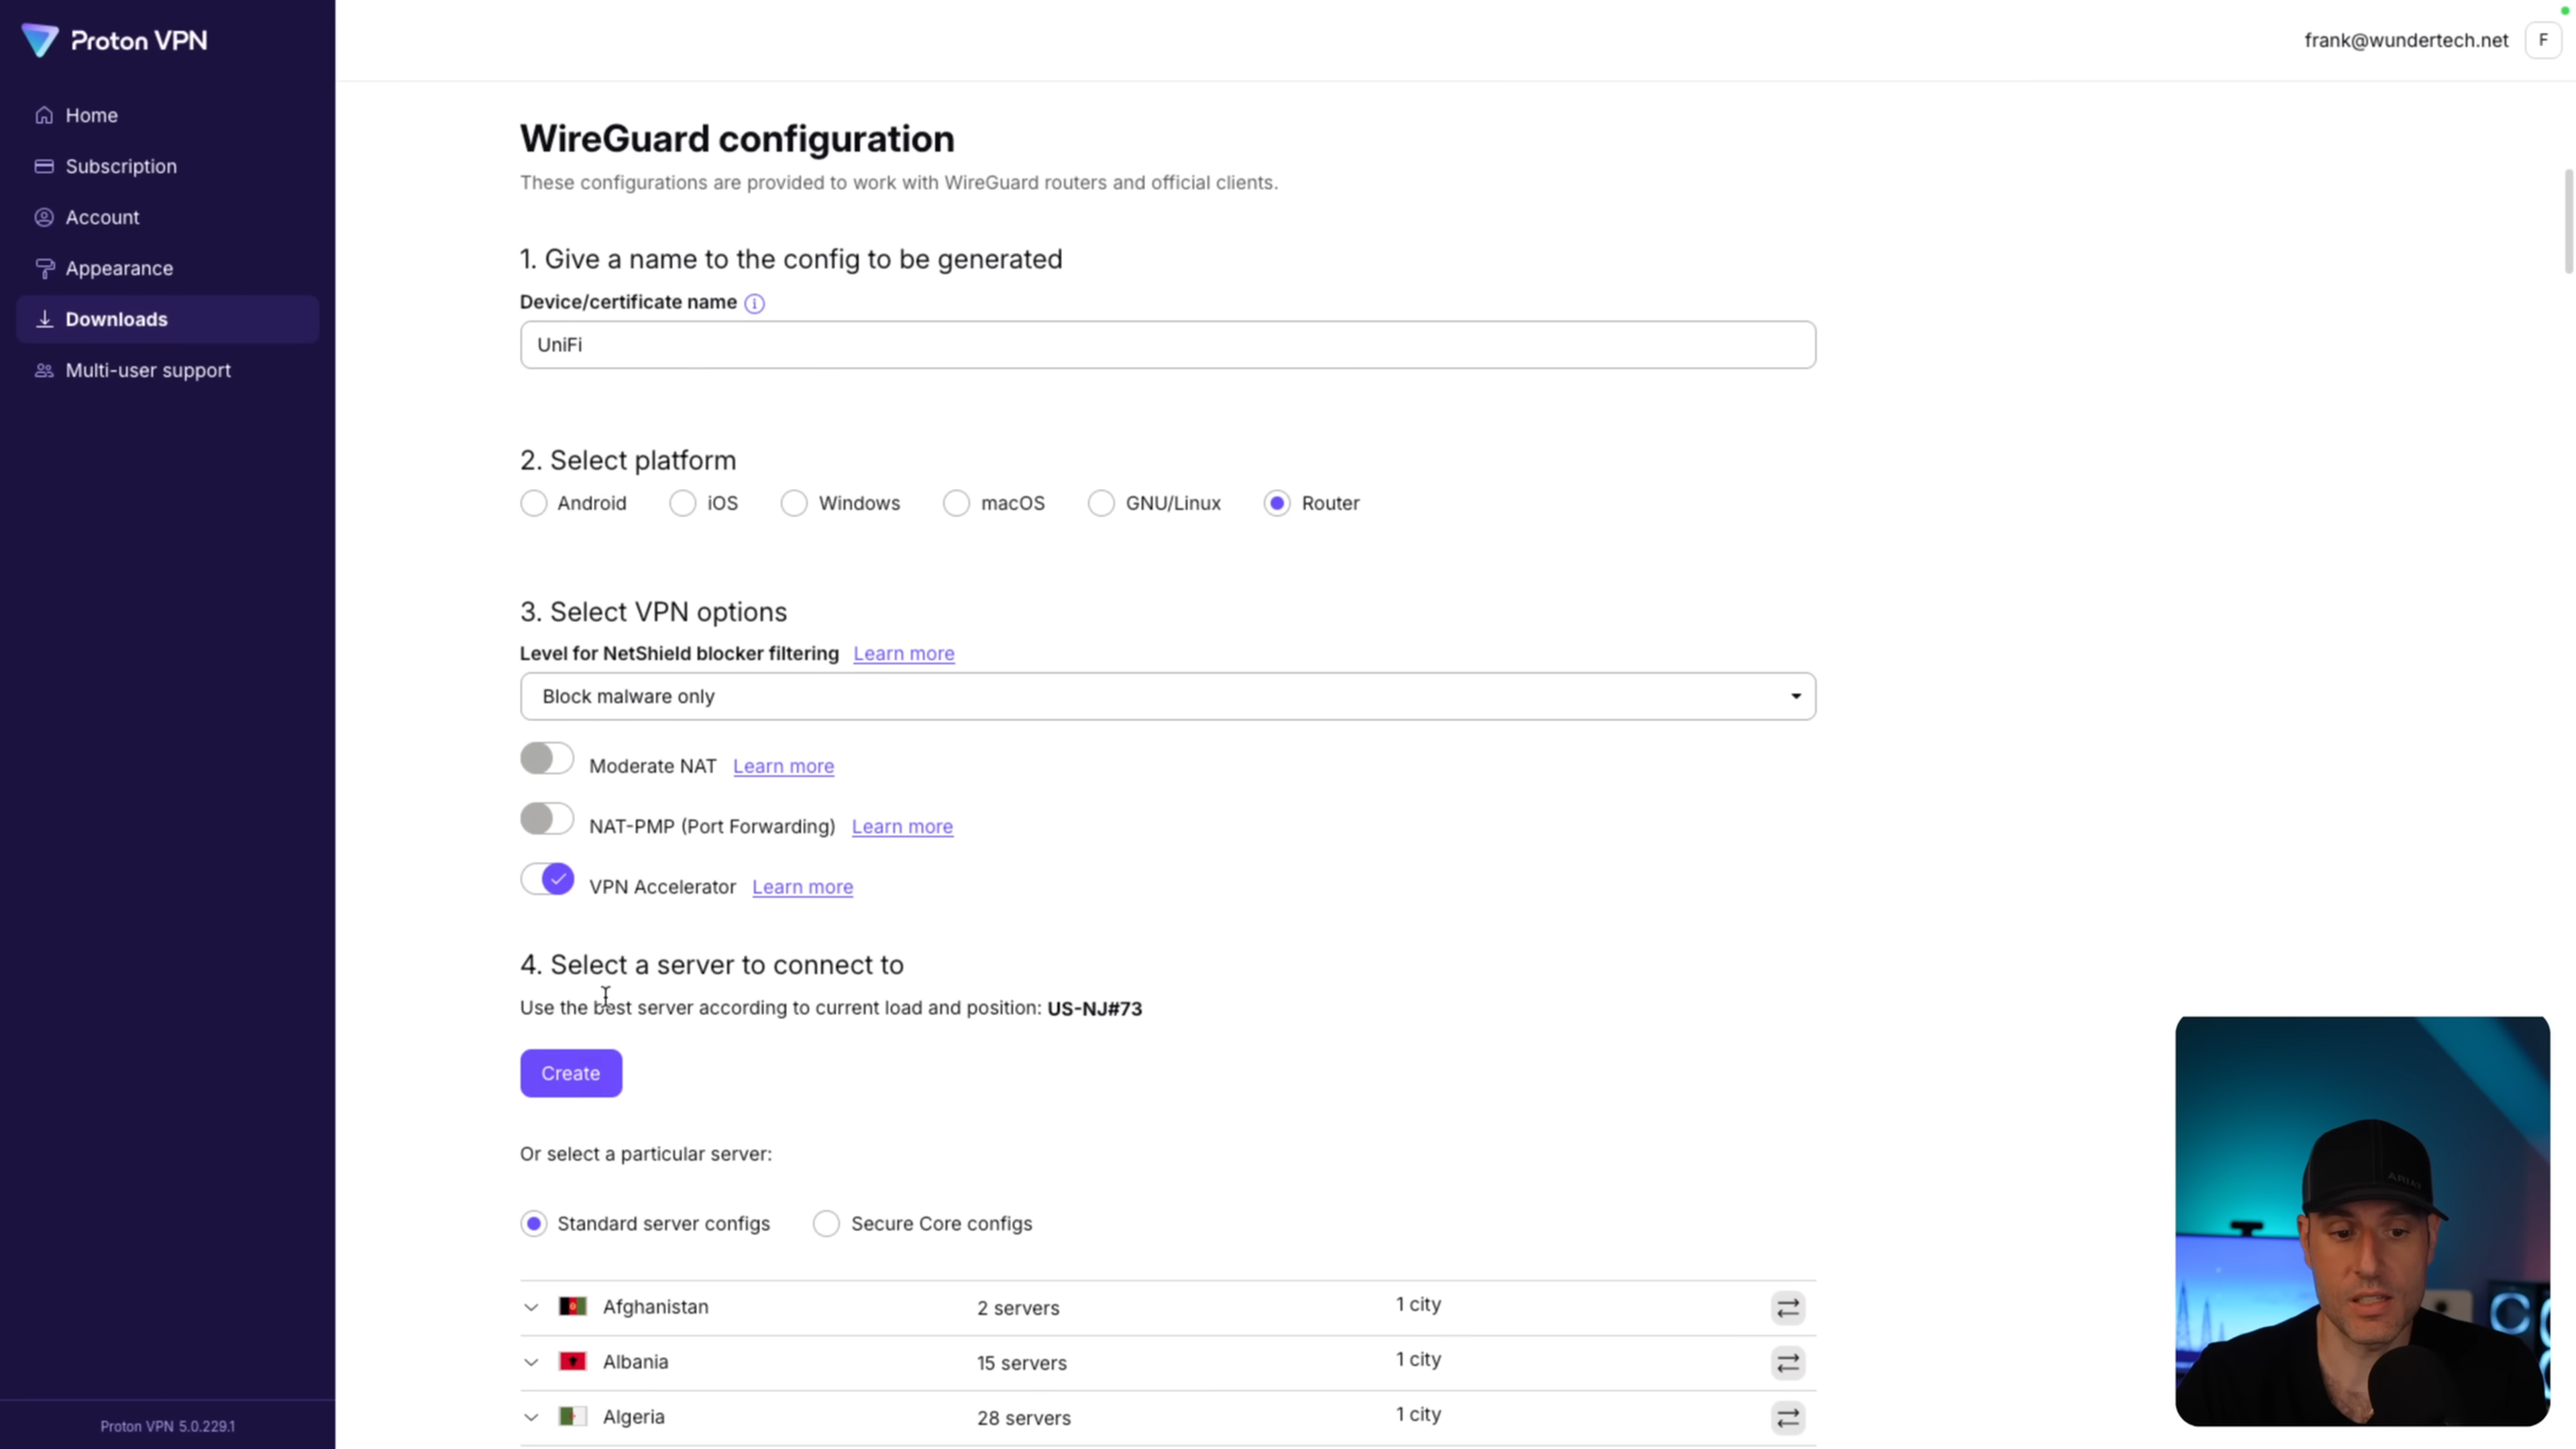 Proton VPN
frank@wundertech.net
F
Home
Subscription
Account
Appearance
Downloads
Multi-user support
WireGuard configuration
These configurations are provided to work with WireGuard routers and official clients.
1. Give a name to the config to be generated
Device/certificate name
UniFi
2. Select platform
Android iOS Windows macOS GNU/Linux Router
3. Select VPN options
Level for NetShield blocker filtering Learn more
Block malware only
Moderate NAT Learn more
NAT-PMP (Port Forwarding) Learn more
VPN Accelerator Learn more
4. Select a server to connect to
Use the best server according to current load and position: US-NJ#73
Create
Or select a particular server:
Standard server configs Secure Core configs
Afghanistan 2 servers 1 city
Albania 15 servers 1 city
Algeria 28 servers 1 city
Proton VPN 5.0.229.1
ARIAT